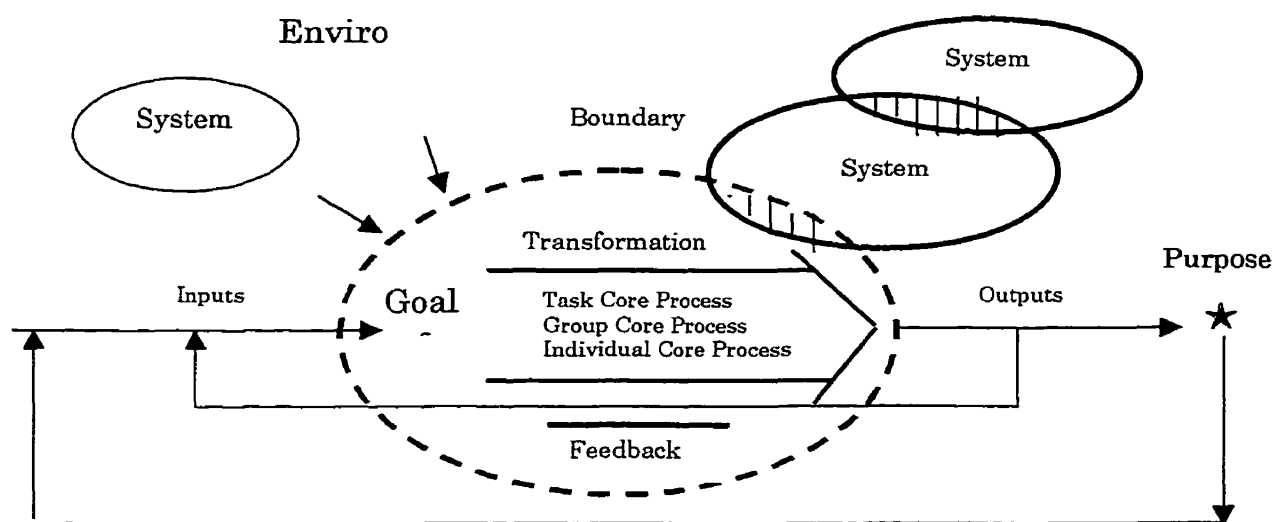 Enviro
System
System
Boundary
System
Transformation
Purpose
Inputs
Goal
Task Core Process
Outputs
Group Core Process
Individual Core Process
Feedback